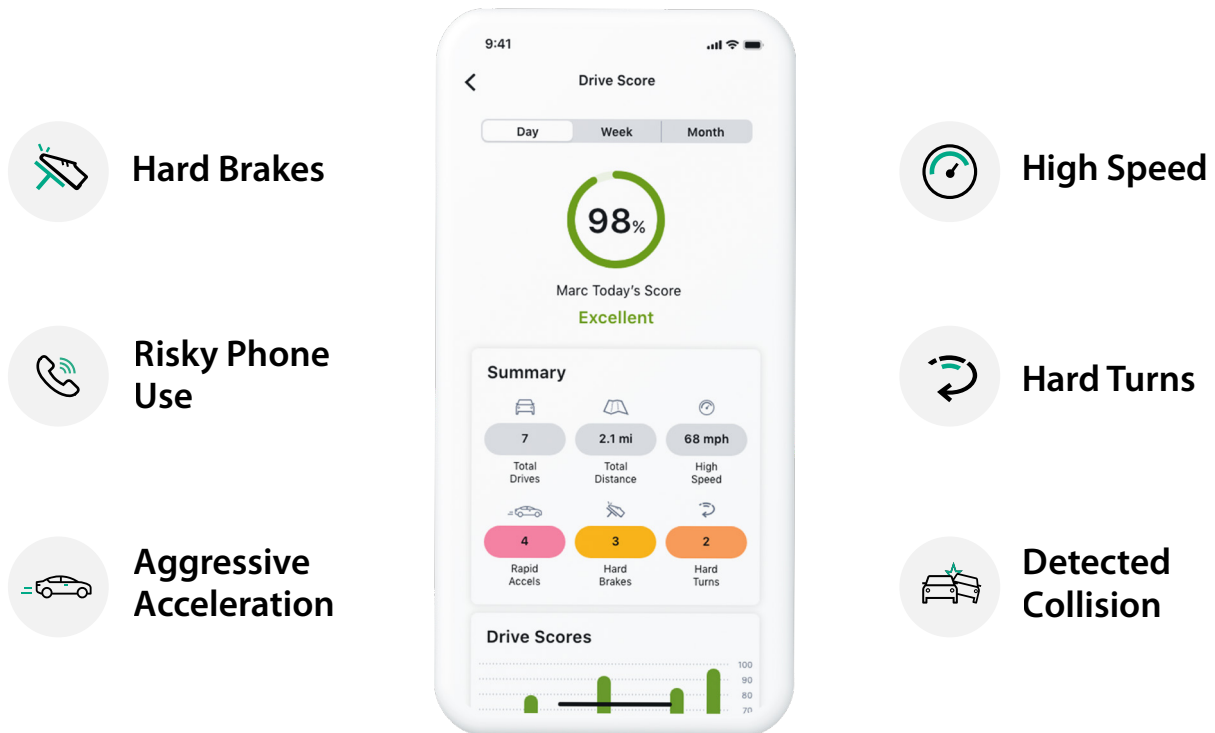 Hard Brakes
Risky Phone
Use
Aggressive
Acceleration
9:41
Drive Score
Day Week Month
98%
Marc Today's Score
Excellent
Summary
7 2.1 mi 68 mph
Total Total High
Drives Distance Speed
4 3 2
Rapid Hard Hard
Accels Brakes Turns
Drive Scores
100
90
80
70
High Speed
Hard Turns
Detected
Collision